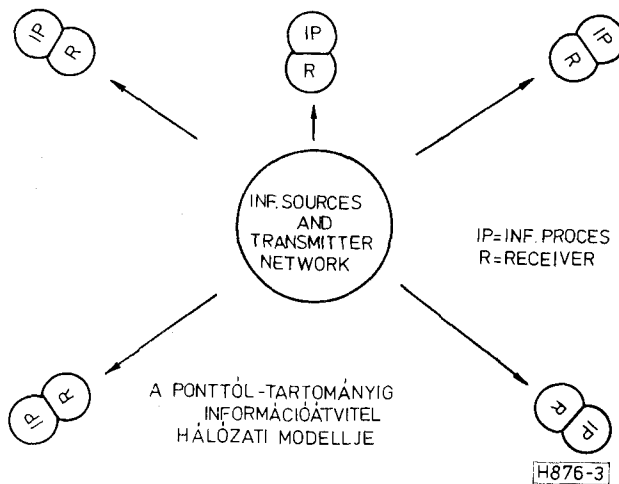 IP R
IP
R
IP
R
INF. SOURCES
AND
TRANSMITTER
NETWORK
IP=INF. PROCES
R=RECEIVER
IP R
A PONTTÓL-TARTOMÁNYIG
INFORMÁCIÓÁTVITEL
HÁLÓZATI MODELLJE
R
IP
H876-3